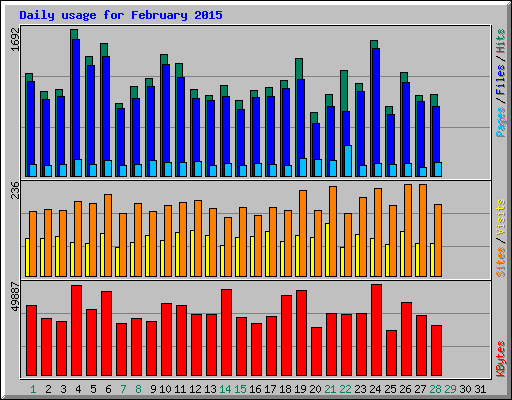 Daily usage for February 2015
1692
Pages / Files / Hits
236
Sites / Visits
49887
KBytes
1 2 3 4 5 6 7 8 9 10 11 12 13 14 15 16 17 18 19 20 21 22 23 24 25 26 27 28 29 30 31